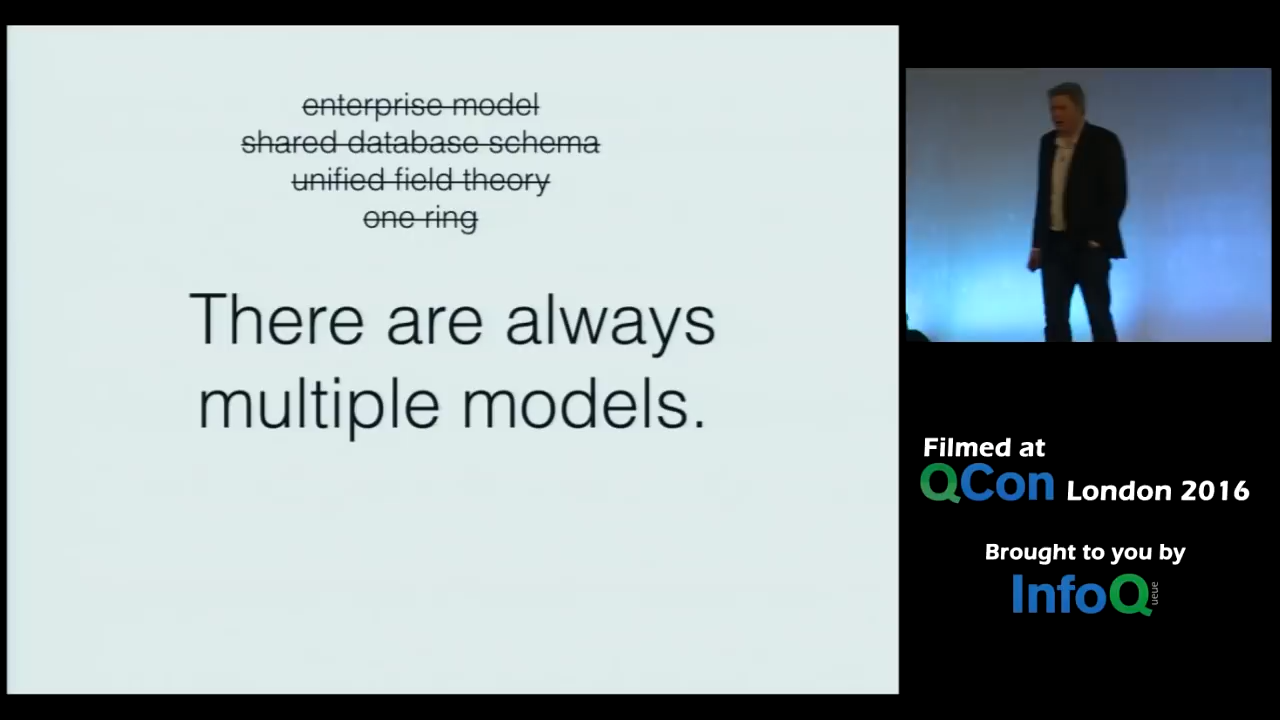 enterprise model
shared database schema
unified field theory
one ring
There are always
multiple models.
Filmed at
QCon London 2016
Brought to you by
InfoQ
ueue